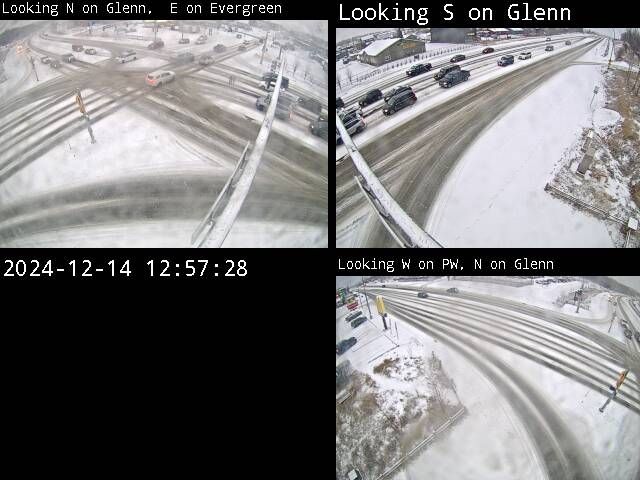 Looking N on Glenn,  E on Evergreen
Looking S on Glenn
2024-12-14 12:57:28
Looking W on PW, N on Glenn